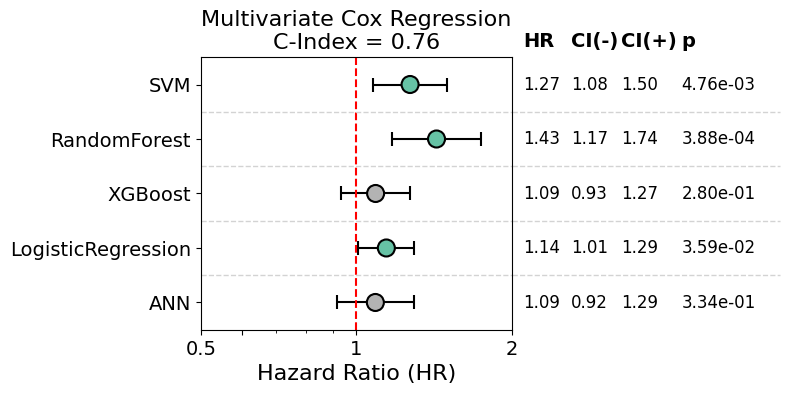 Multivariate Cox Regression
C-Index = 0.76
HR CI(-) CI(+) p
SVM 1.27 1.08 1.50 4.76e-03
RandomForest 1.43 1.17 1.74 3.88e-04
XGBoost 1.09 0.93 1.27 2.80e-01
LogisticRegression 1.14 1.01 1.29 3.59e-02
ANN 1.09 0.92 1.29 3.34e-01
0.5 1 2
Hazard Ratio (HR)